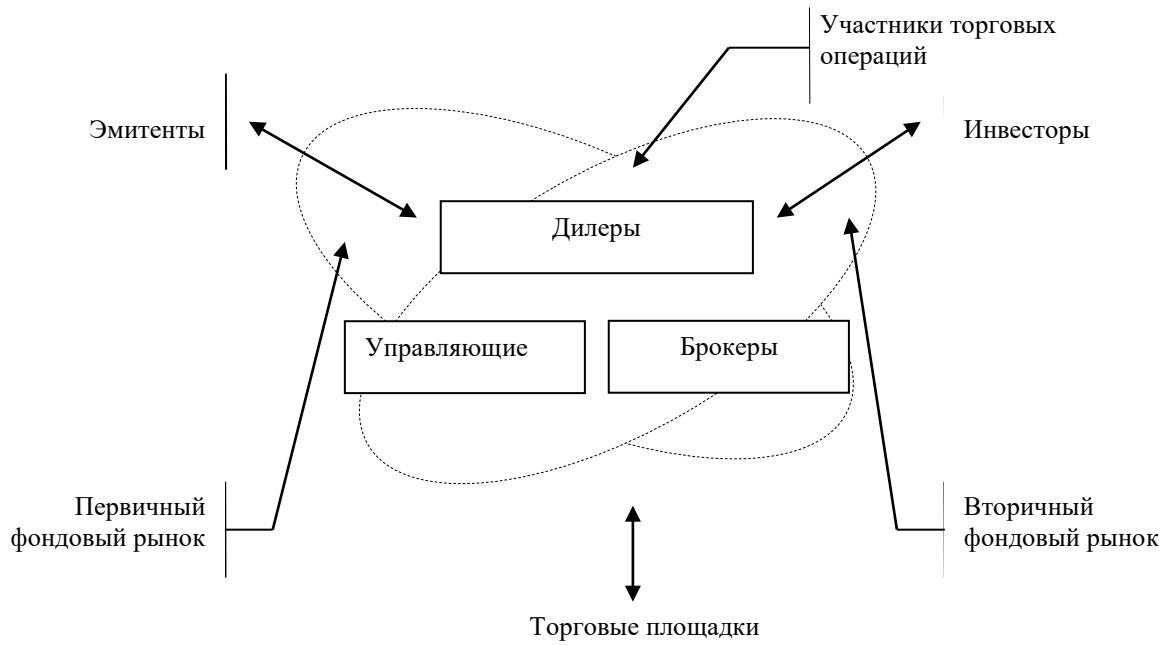 Участники торговых
операций
Эмитенты
Инвесторы
Дилеры
Управляющие
Брокеры
Первичный
фондовый рынок
Вторичный
фондовый рынок
Торговые площадки